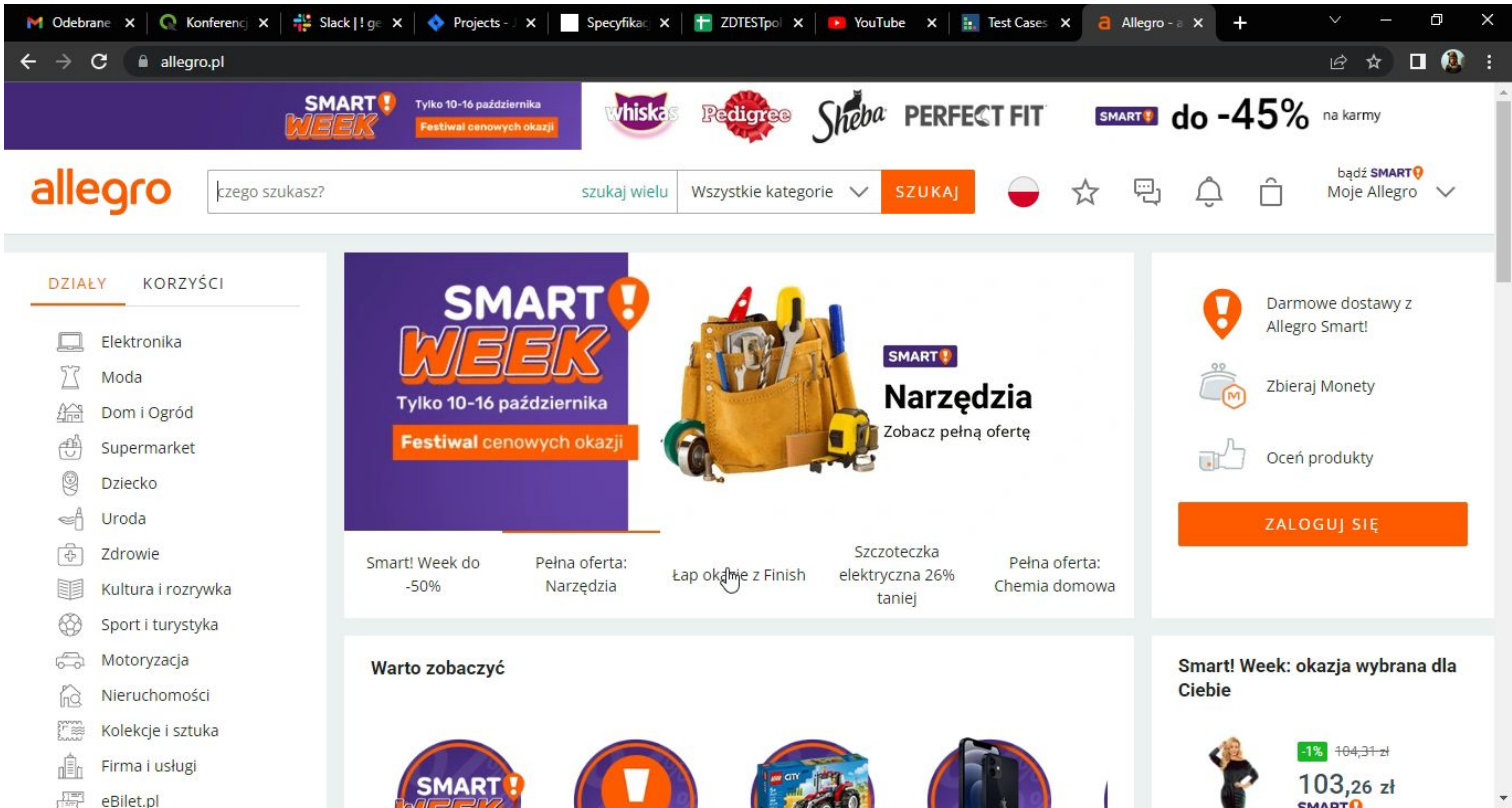 Odebrane
Konferencj
Slack | ! ge
Projects - J
Specyfikac
ZDTESTpol
YouTube
Test Cases
Allegro - a
allegro.pl
SMART!
WEEK
Tylko 10-16 października
Festiwal cenowych okazji
whiskas
Pedigree
Sheba
PERFECT FIT
SMART! do -45% na karmy
allegro
czego szukasz?
szukaj wielu
Wszystkie kategorie
SZUKAJ
bądź SMART!
Moje Allegro
DZIAŁY
KORZYŚCI
Elektronika
Moda
Dom i Ogród
Supermarket
Dziecko
Uroda
Zdrowie
Kultura i rozrywka
Sport i turystyka
Motoryzacja
Nieruchomości
Kolekcje i sztuka
Firma i usługi
eBilet.pl
SMART!
WEEK
Tylko 10-16 października
Festiwal cenowych okazji
SMART!
Narzędzia
Zobacz pełną ofertę
Smart! Week do
-50%
Pełna oferta:
Narzędzia
Łap okazje z Finish
Szczoteczka
elektryczna 26%
taniej
Pełna oferta:
Chemia domowa
Darmowe dostawy z
Allegro Smart!
M
Zbieraj Monety
Oceń produkty
ZALOGUJ SIĘ
Warto zobaczyć
SMART!
WEEK
CITY
Smart! Week: okazja wybrana dla
Ciebie
-1% 104,31 zł
103,26 zł
SMART!